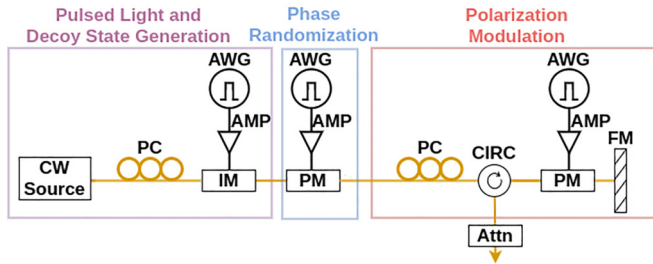 Pulsed Light and
Decoy State Generation
Phase
Randomization
Polarization
Modulation
AWG
AMP
PC
CW
Source
IM
AWG
AMP
PM
PC
CIRC
AWG
AMP
FM
PM
Attn